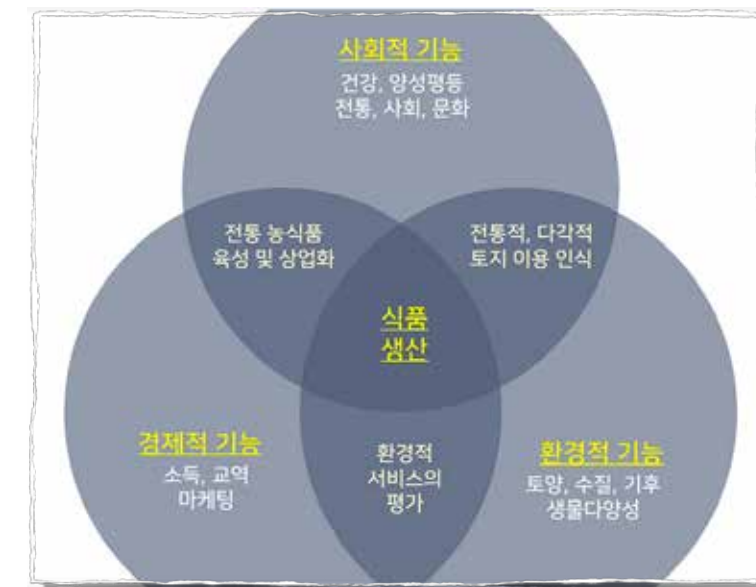 사회적 기능
건강, 양성평등
전통, 사회, 문화
전통 농식품
육성 및 상업화
전통적, 다각적
토지 이용 인식
식품
생산
경제적 기능
소득, 교역
마케팅
환경적
서비스의
평가
환경적 기능
토양, 수질, 기후
생물다양성